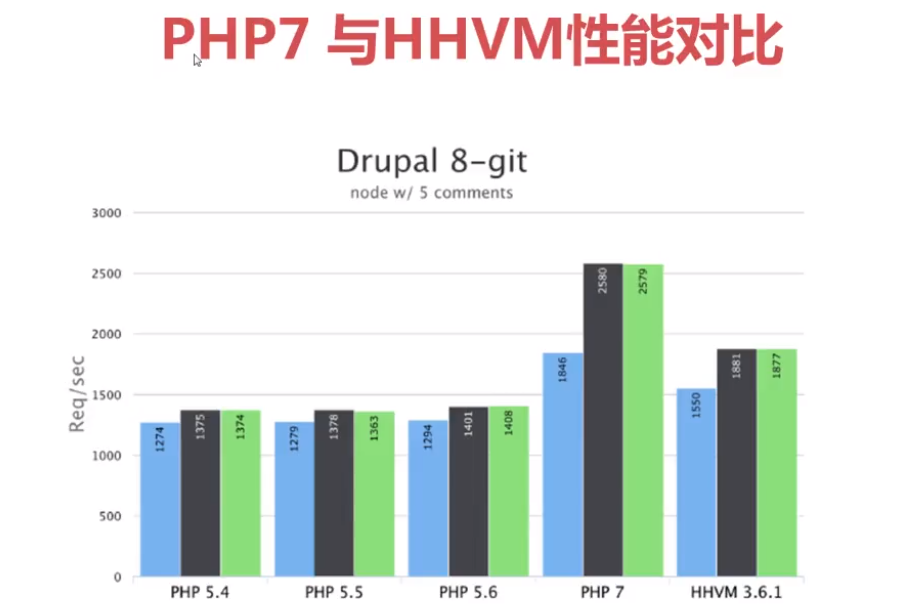 PHP7 与HHVM性能对比
Drupal 8-git
node w/ 5 comments
3000
2500
2000
1500
1000
500
0
Req/sec
1274
1375
1374
1279
1378
1363
1294
1401
1408
1846
2580
2579
1550
1881
1877
PHP 5.4
PHP 5.5
PHP 5.6
PHP 7
HHVM 3.6.1